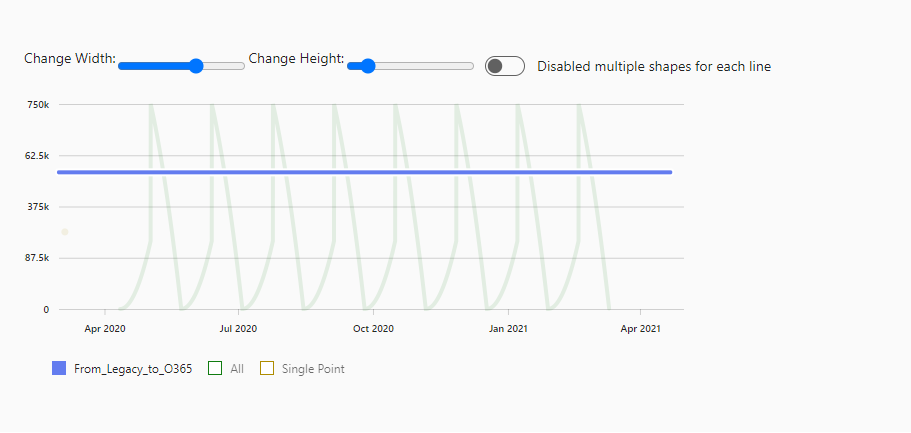 Change Width: Change Height: Disabled multiple shapes for each line
750k
62.5k
375k
87.5k
0
Apr 2020 Jul 2020 Oct 2020 Jan 2021 Apr 2021
From_Legacy_to_O365 All Single Point